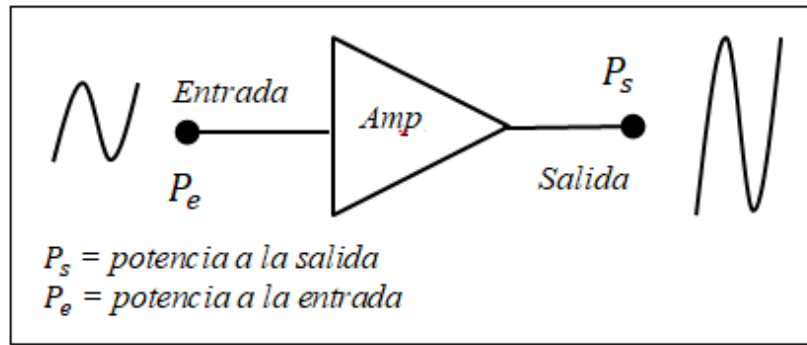 Entrada
P_e
Amp.
P_s
Salida
P_s = potencia a la salida
P_e = potencia a la entrada